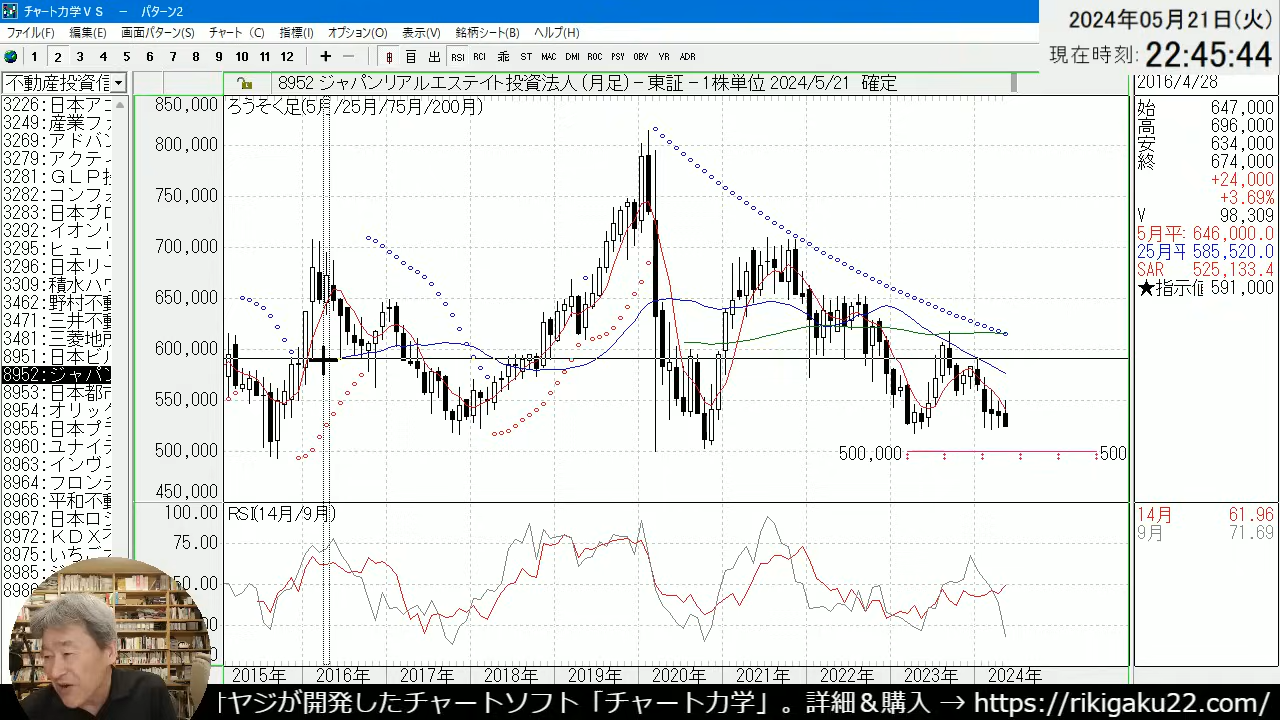 チャート力学ＶＳ － パターン2
2024年05月21日(火)
現在時刻: 22:45:44
ファイル(F) 編集(E) 画面パターン(S) チャート (C) 指標(I) オプション(O) 表示(V) 銘柄シート(B) ヘルプ(H)
1 2 3 4 5 6 7 8 9 10 11 12 ＋ － 日 出 RSI RCI 乖 ST MAC DMI ROC PSY OBV VR ADR
不動産投資信
8952 ジャパンリアルエステイト投資法人 (月足)－東証－1株単位 2024/5/21 確定
2016/4/28
ろうそく足(5月/25月/75月/200月)
850,000
800,000
750,000
700,000
650,000
600,000
550,000
500,000
450,000
500,000
500
3226:日本ア
3249:産業フ
3269:アドバ
3279:アクティ
3281:ＧＬＰ投
3282:コンフ
3283:日本プロ
3292:イオン
3295:ヒュー
3296:日本リー
3309:積水ハ
3462:野村不動
3471:三井不動
3481:三菱地
8951:日本ビ
8952:ジャパ
8953:日本都市
8954:オリッ
8955:日本プ
8960:ユナイ
8963:インヴ
8964:フロン
8966:平和不動
8967:日本ロ
8972:ＫＤＸ
8975:いちご
始 647,000
高 696,000
安 634,000
終 674,000
+24,000
+3.69%
V 98,309
5月平: 646,000.0
25月平 585,520.0
SAR 525,133.4
★指示値 591,000
RSI(14月/9月)
100.00
75.00
50.00
14月 61.96
9月 71.69
2015年 2016年 2017年 2018年 2019年 2020年 2021年 2022年 2023年 2024年
ヤジが開発したチャートソフト「チャート力学」。詳細＆購入 → https://rikigaku22.com/